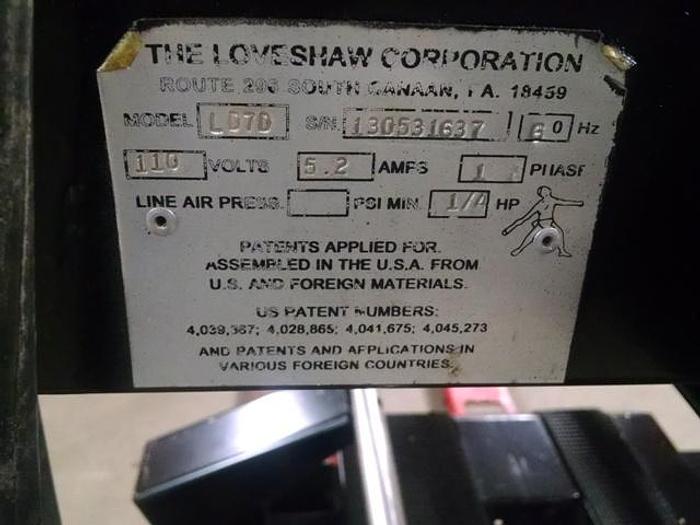 THE LOVESHAW CORPORATION
ROUTE 296 SOUTH CANAAN, PA. 18459
MODEL LD7D S/N. 130531637 60 Hz
110 VOLTS 5.2 AMPS 1 PHASE
LINE AIR PRESS. PSI MIN. 1/4 HP
PATENTS APPLIED FOR.
ASSEMBLED IN THE U.S.A. FROM
U.S. AND FOREIGN MATERIALS.
US PATENT NUMBERS:
4,039,367; 4,028,865; 4,041,675; 4,045,273
AND PATENTS AND APPLICATIONS IN
VARIOUS FOREIGN COUNTRIES.